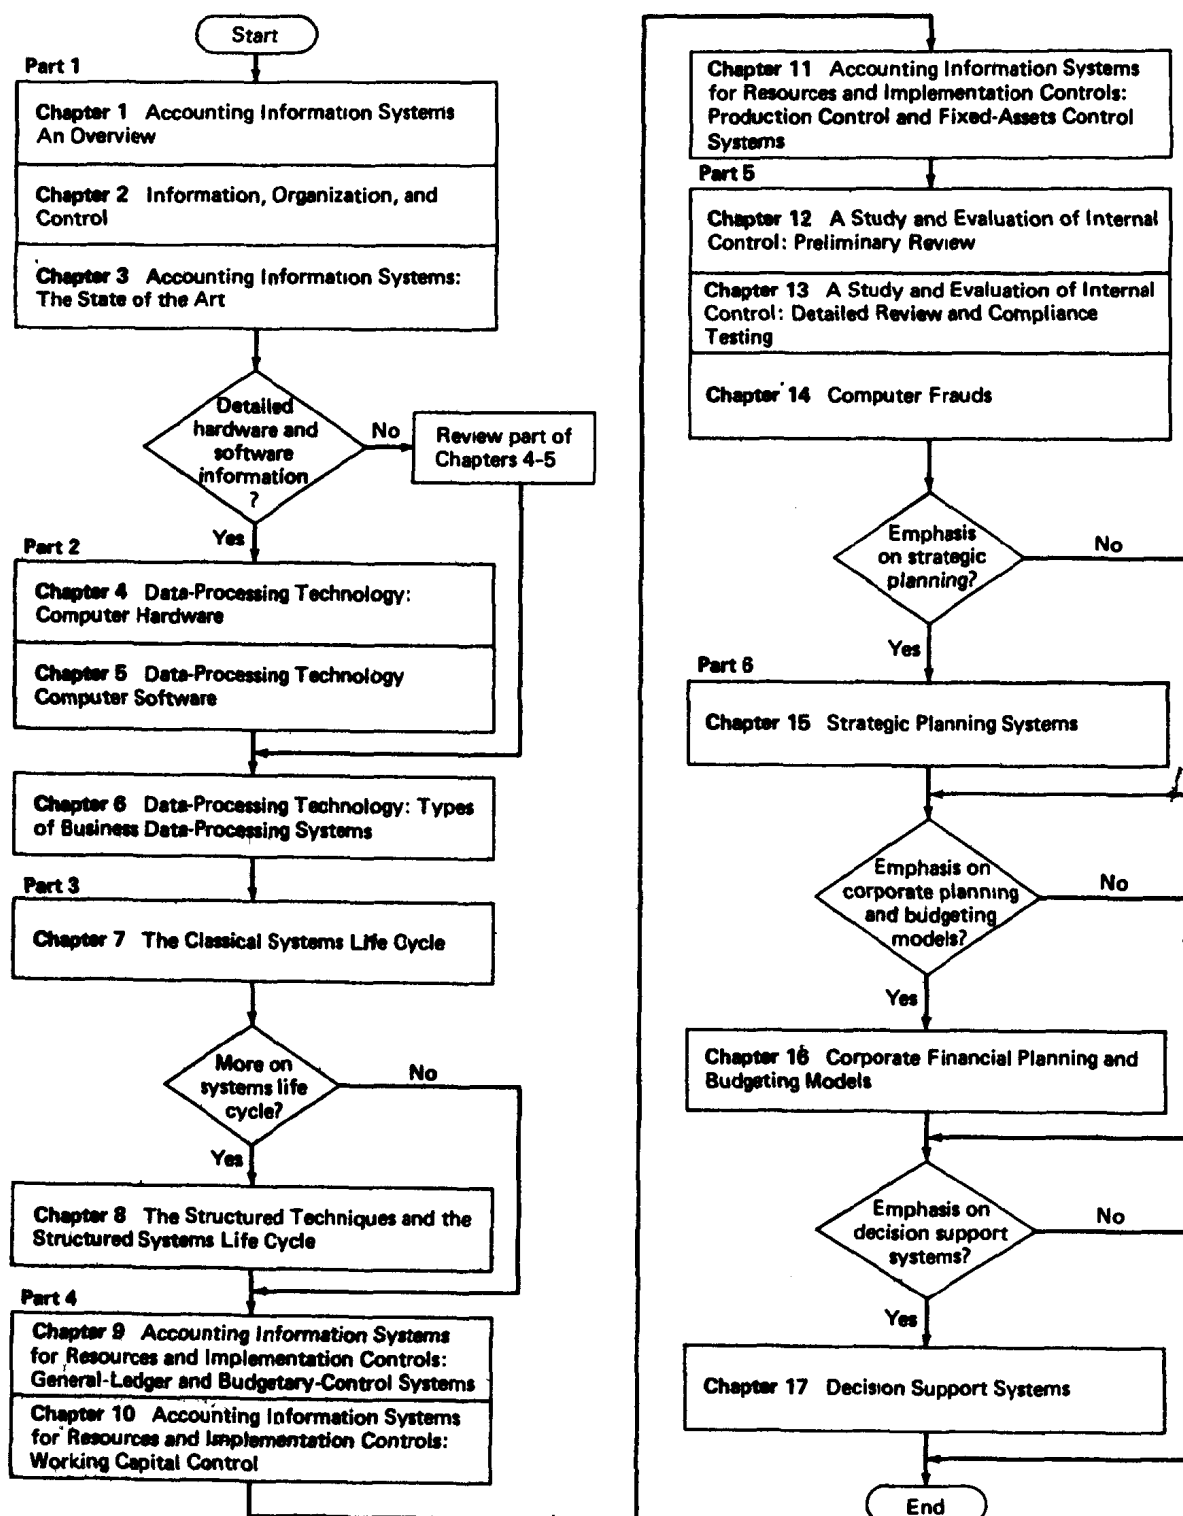 Start
Part 1
Chapter 1 Accounting Information Systems
An Overview
Chapter 2 Information, Organization, and
Control
Chapter 3 Accounting Information Systems:
The State of the Art
Detailed
hardware and
software
information
?
No
Review part of
Chapters 4-5
Yes
Part 2
Chapter 4 Data-Processing Technology:
Computer Hardware
Chapter 5 Data-Processing Technology
Computer Software
Chapter 6 Data-Processing Technology: Types
of Business Data-Processing Systems
Part 3
Chapter 7 The Classical Systems Life Cycle
More on
systems life
cycle?
No
Yes
Chapter 8 The Structured Techniques and the
Structured Systems Life Cycle
Part 4
Chapter 9 Accounting Information Systems
for Resources and Implementation Controls:
General-Ledger and Budgetary-Control Systems
Chapter 10 Accounting Information Systems
for Resources and Implementation Controls:
Working Capital Control
Chapter 11 Accounting Information Systems
for Resources and Implementation Controls:
Production Control and Fixed-Assets Control
Systems
Part 5
Chapter 12 A Study and Evaluation of Internal
Control: Preliminary Review
Chapter 13 A Study and Evaluation of Internal
Control: Detailed Review and Compliance
Testing
Chapter 14 Computer Frauds
Emphasis
on strategic
planning?
No
Yes
Part 6
Chapter 15 Strategic Planning Systems
Emphasis on
corporate planning
and budgeting
models?
No
Yes
Chapter 16 Corporate Financial Planning and
Budgeting Models
Emphasis on
decision support
systems?
No
Yes
Chapter 17 Decision Support Systems
End